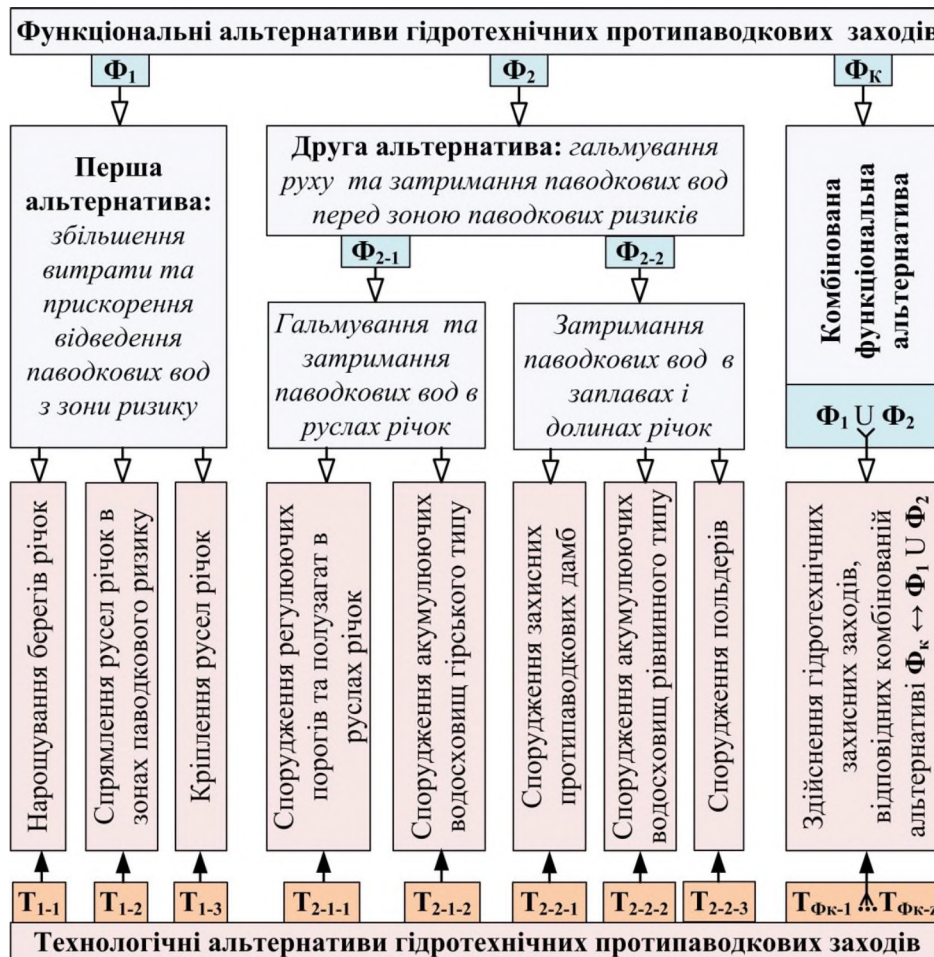 Функціональні альтернативи гідротехнічних протипаводкових заходів
Ф1
Ф2
ФК
Перша
альтернатива:
збільшення
витрати та
прискорення
відведення
паводкових вод
з зони ризику
Друга альтернатива: гальмування
руху та затримання паводкових вод
перед зоною паводкових ризиків
Ф2-1
Ф2-2
Гальмування та
затримання
паводкових вод в
руслах річок
Затримання
паводкових вод в
заплавах і
долинах річок
Комбінована
функціональна
альтернатива
Ф1 U Ф2
Нарощування берегів річок
Спрямлення русел річок в
зонах паводкового ризику
Кріплення русел річок
Спорудження регулюючих
порогів та полузагат в
руслах річок
Спорудження акумулюючих
водосховищ гірського типу
Спорудження захисних
протипаводкових дамб
Спорудження акумулюючих
водосховищ рівнинного типу
Спорудження польдерів
Здійснення гідротехнічних
захисних заходів,
відповідних комбінованій
альтернативі Фк ↔ Ф1 U Ф2
Т1-1
Т1-2
Т1-3
Т2-1-1
Т2-1-2
Т2-2-1
Т2-2-2
Т2-2-3
ТФк-1 ... ТФк-z
Технологічні альтернативи гідротехнічних протипаводкових заходів